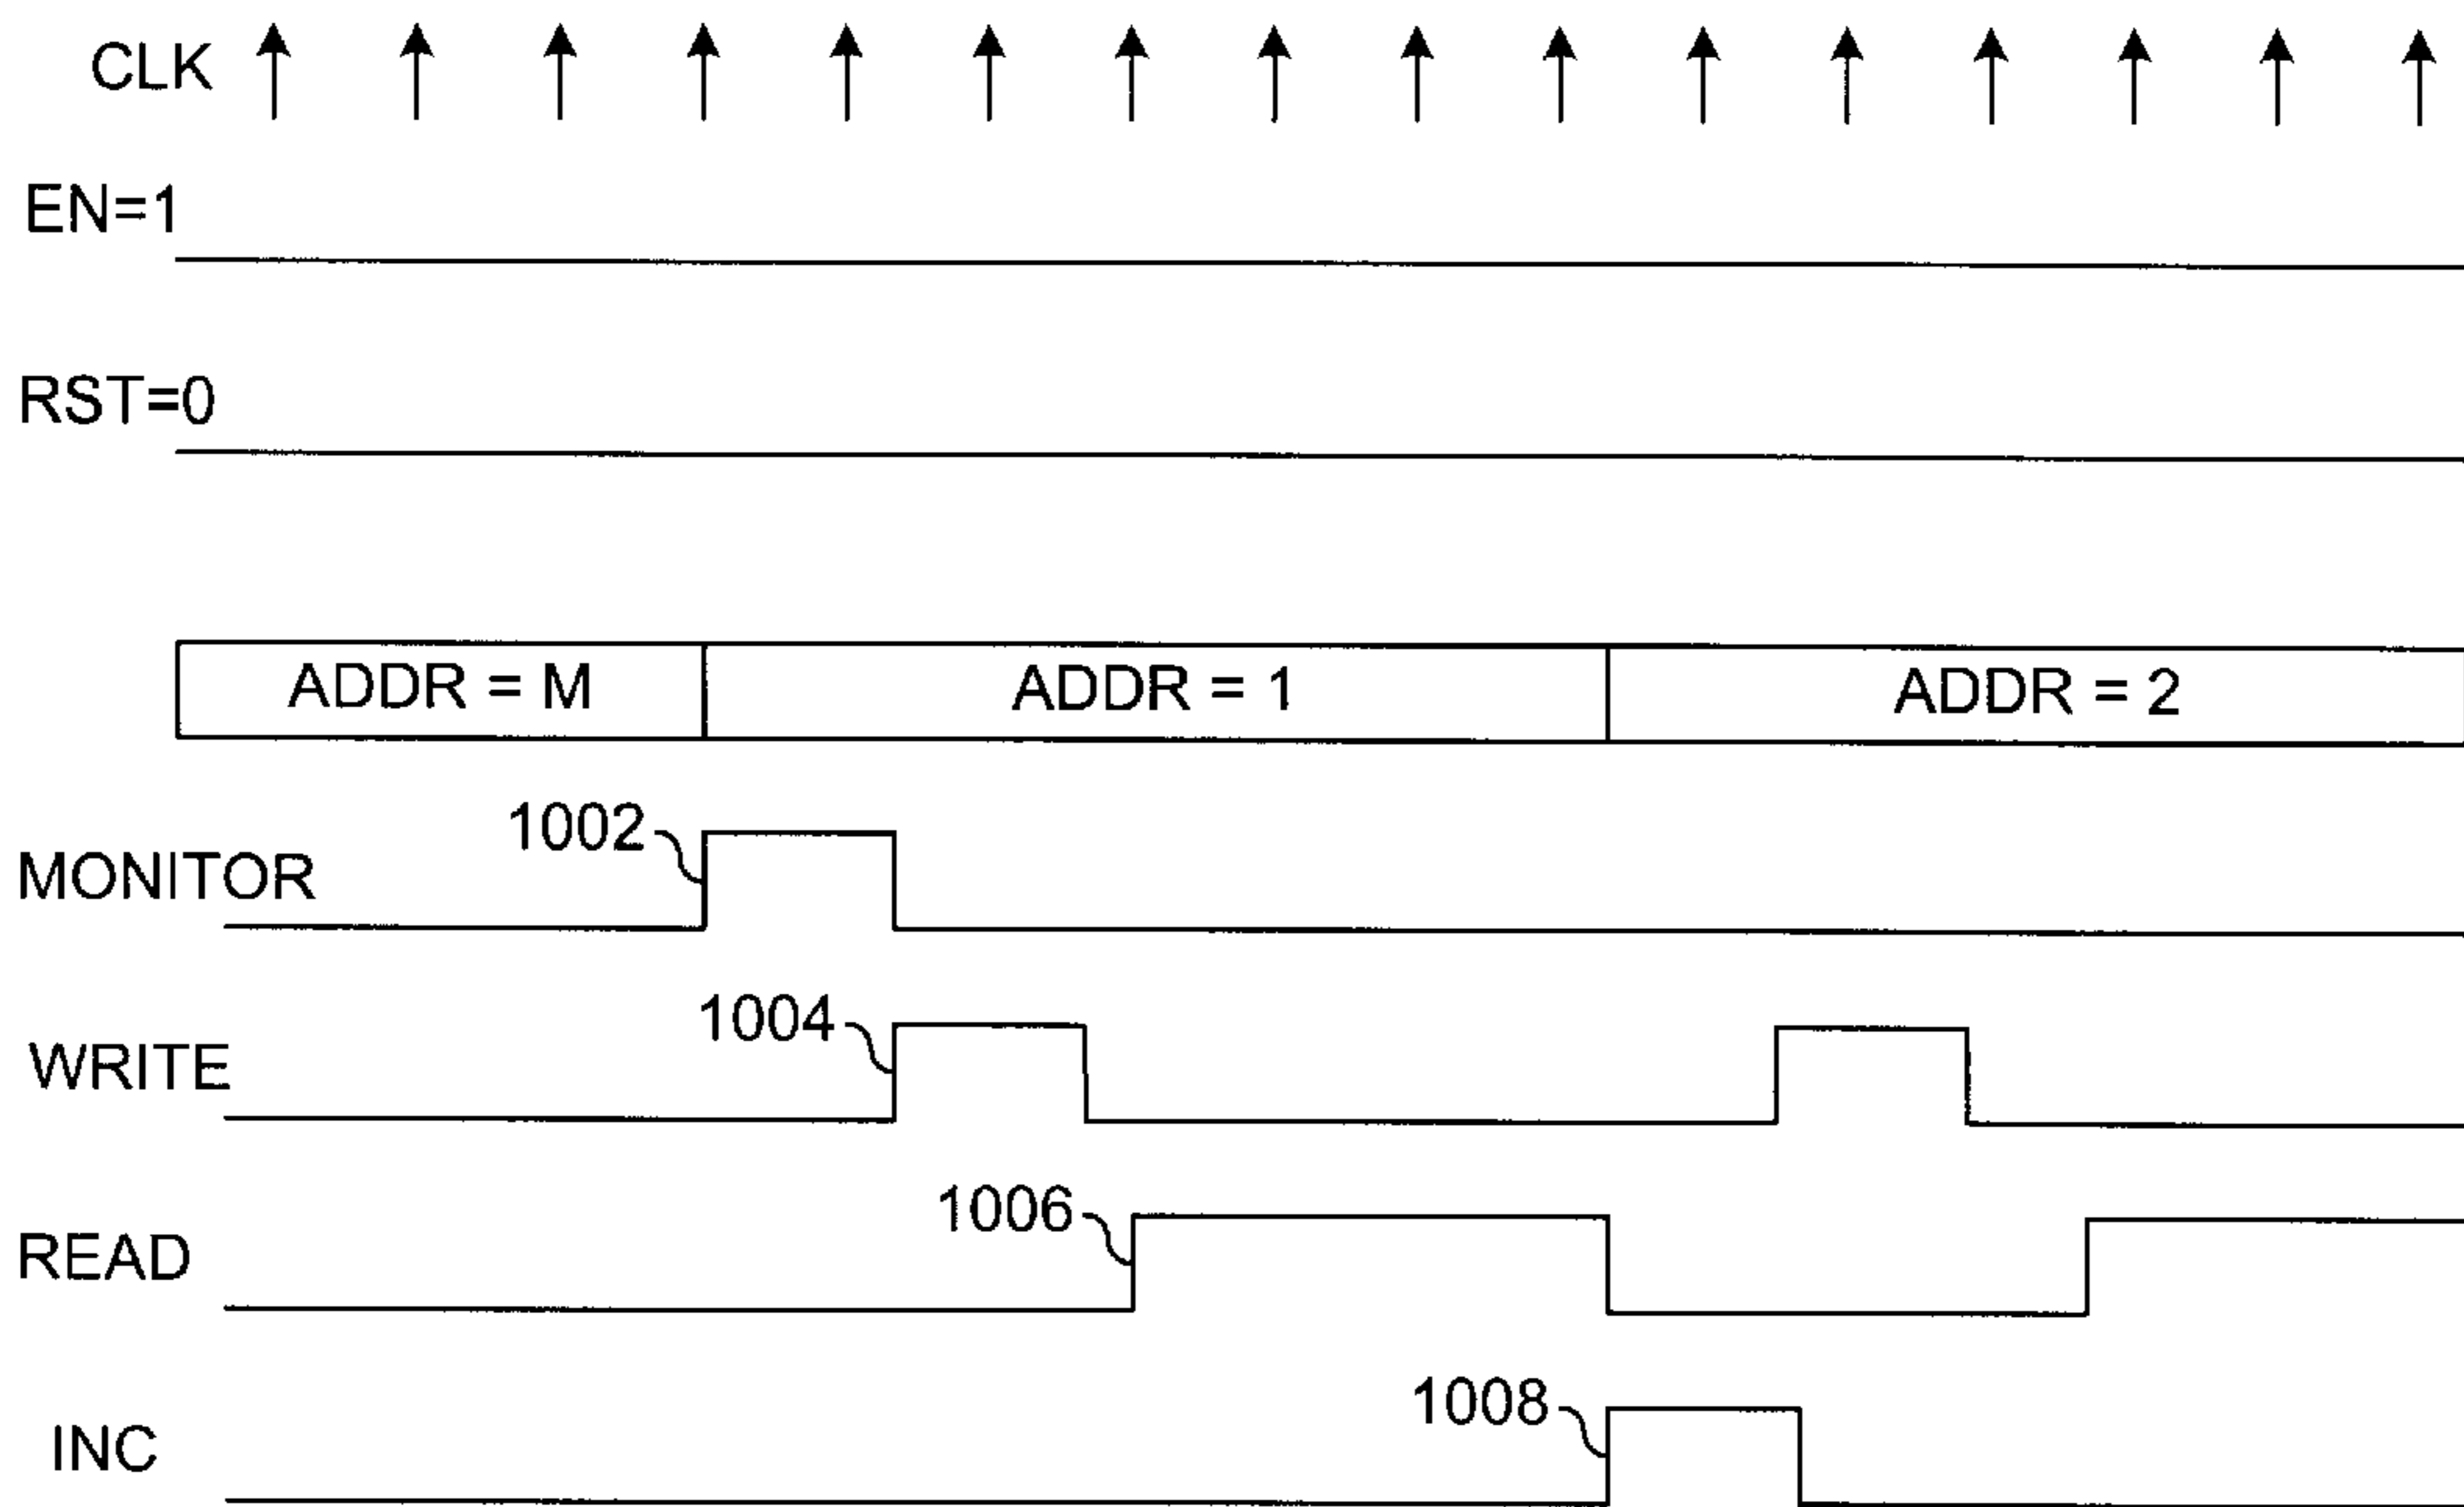 CLK
EN=1
RST=0
ADDR = M ADDR = 1 ADDR = 2
1002
MONITOR
1004
WRITE
1006
READ
1008
INC